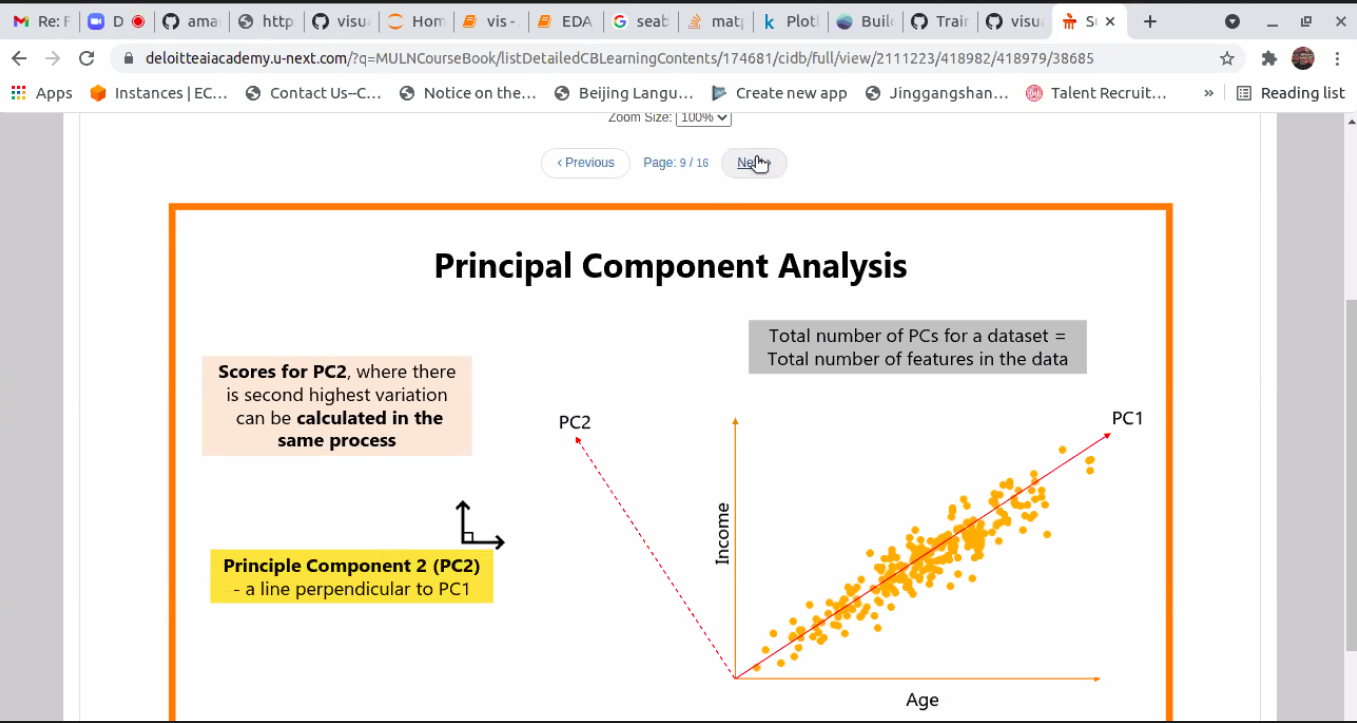 Re: F
D
ama
http
visu
Hom
vis -
EDA
seab
matp
Plotl
Build
Train
visu
deloitteaiacademy.u-next.com/?q=MULNCourseBook/listDetailedCBLearningContents/174681/cidb/full/view/2111223/418982/418979/38685
Apps
Instances | EC...
Contact Us--C...
Notice on the...
Beijing Langu...
Create new app
Jinggangshan...
Talent Recruit...
»
Reading list
Zoom Size: 100%
‹ Previous
Page: 9 / 16
Principal Component Analysis
Total number of PCs for a dataset =
Total number of features in the data
Scores for PC2, where there
is second highest variation
can be calculated in the
same process
PC2
PC1
Income
Principle Component 2 (PC2)
- a line perpendicular to PC1
Age